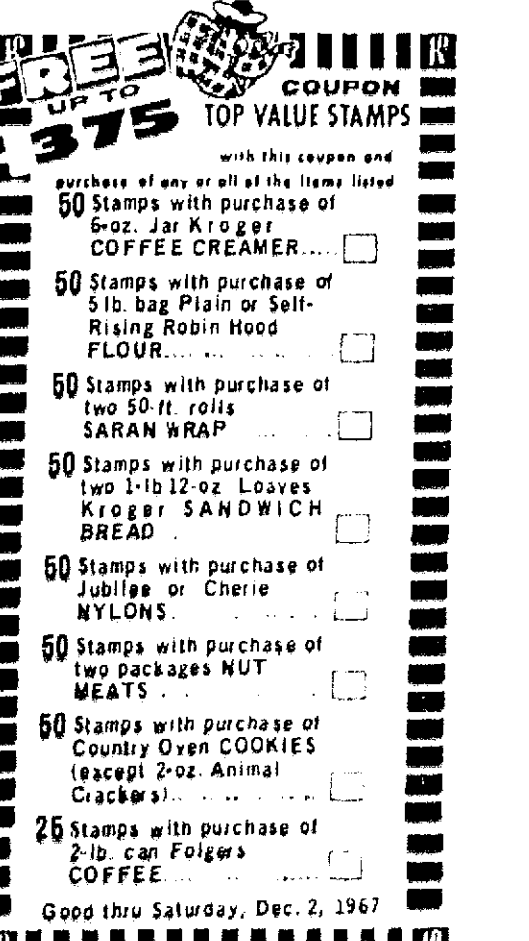 FREE
UP TO
375
COUPON
TOP VALUE STAMPS
with this coupon and
purchase of any or all of the items listed
50 Stamps with purchase of
6-oz. Jar Kroger
COFFEE CREAMER.....
50 Stamps with purchase of
5 lb. bag Plain or Self-
Rising Robin Hood
FLOUR.... ... .. . ...
50 Stamps with purchase of
two 50-ft. rolls
SARAN WRAP ... . ...
50 Stamps with purchase of
two 1-lb 12-oz Loaves
Kroger SANDWICH
BREAD .
50 Stamps with purchase of
Jubilee or Cherie
NYLONS. . .. ...
50 Stamps with purchase of
two packages NUT
MEATS . . . .
50 Stamps with purchase of
Country Oven COOKIES
(except 2-oz. Animal
Crackers).. .. ... .. . ..
25 Stamps with purchase of
2-lb. can Folgers
COFFEE.... ... .....
Good thru Saturday, Dec. 2, 1967